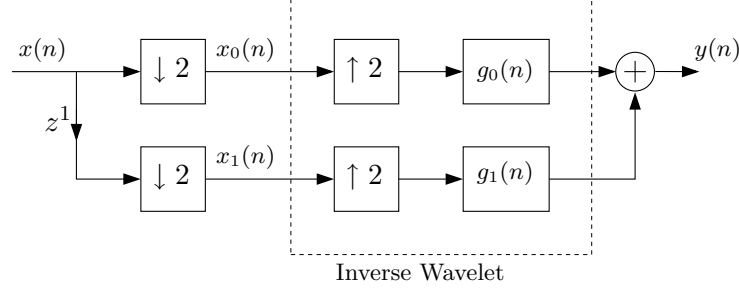 x(n) ↓ 2 x₀(n) ↑ 2 g₀(n) + y(n)
z¹
↓ 2 x₁(n) ↑ 2 g₁(n)
Inverse Wavelet